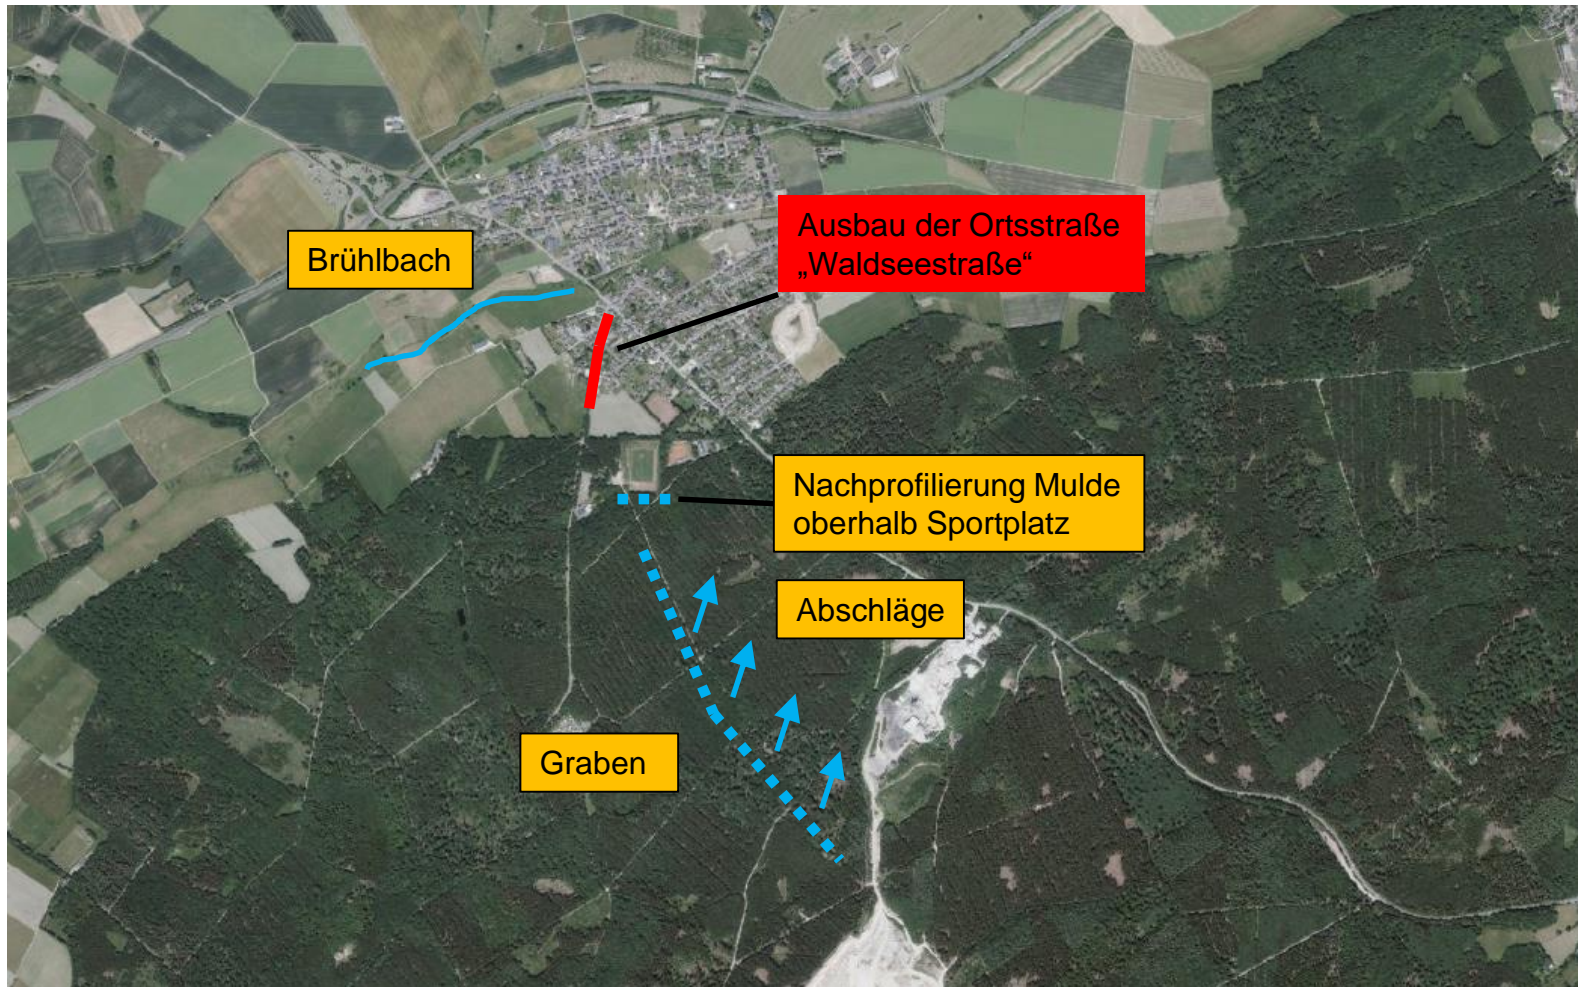 Ausbau der Ortsstraße
„Waldseestraße“
Brühlbach
Nachprofilierung Mulde
oberhalb Sportplatz
Abschläge
Graben